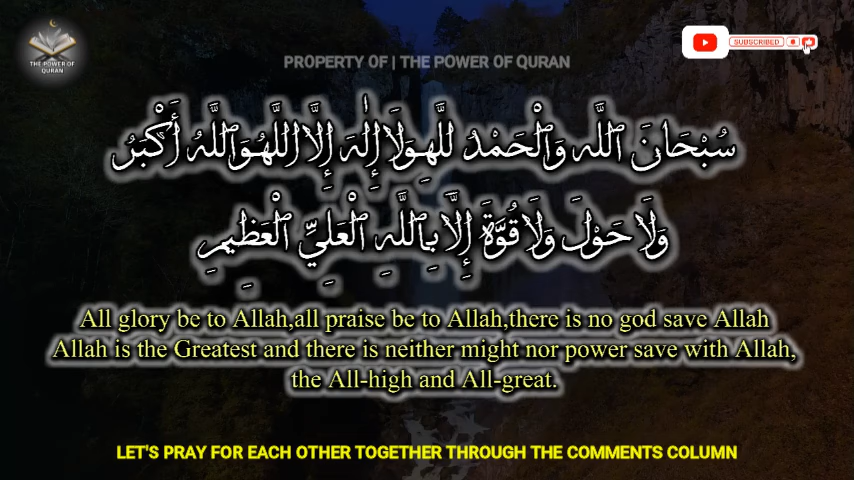 THE POWER OF
QURAN
SUBSCRIBED
PROPERTY OF | THE POWER OF QURAN
سُبْحَانَ ٱللَّه وَٱلْحَمْدُ للَّهِوَلَا إِلٰهَ إِلَّا اللَّهُوَٱللَّهُ أَكْبَرُ
وَلَا حَوْلَ وَلَا قُوَّةَ إِلَّا بِٱللَّهِ ٱلْعَلِيِّ ٱلْعَظِيمِ
All glory be to Allah,all praise be to Allah,there is no god save Allah
Allah is the Greatest and there is neither might nor power save with Allah,
the All-high and All-great.
LET'S PRAY FOR EACH OTHER TOGETHER THROUGH THE COMMENTS COLUMN